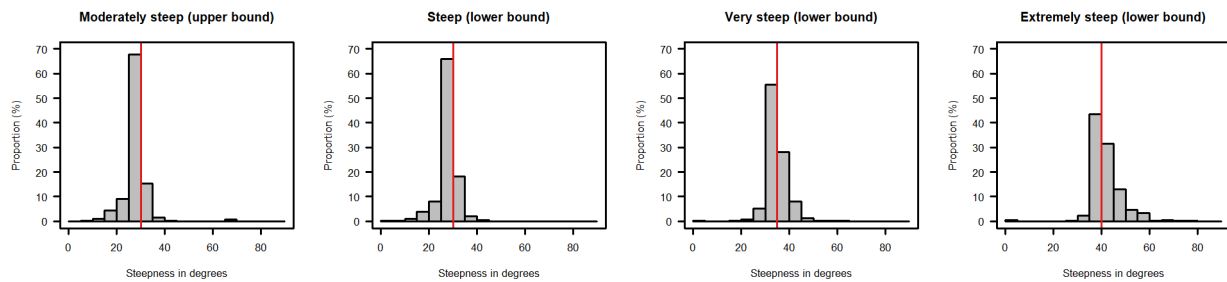 Moderately steep (upper bound)
Proportion (%)
70
60
50
40
30
20
10
0
0 20 40 60 80
Steepness in degrees
Steep (lower bound)
Proportion (%)
70
60
50
40
30
20
10
0
0 20 40 60 80
Steepness in degrees
Very steep (lower bound)
Proportion (%)
70
60
50
40
30
20
10
0
0 20 40 60 80
Steepness in degrees
Extremely steep (lower bound)
Proportion (%)
70
60
50
40
30
20
10
0
0 20 40 60 80
Steepness in degrees